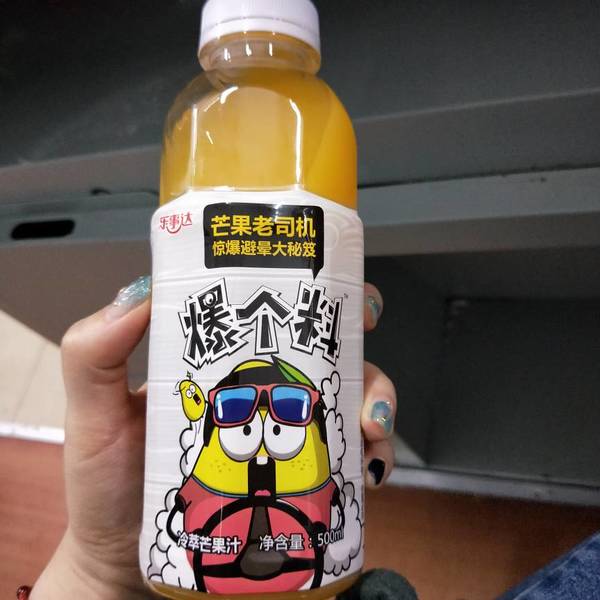 乐事达
芒果老司机
惊爆避晕大秘笈
爆个料
冷萃芒果汁 净含量：500ml